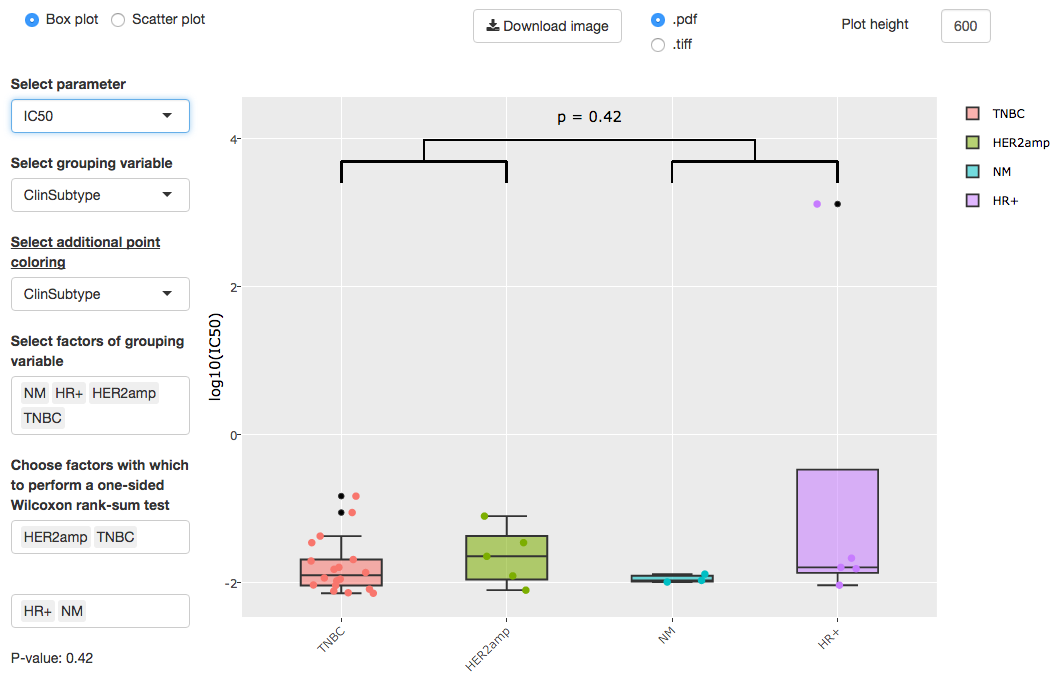 Box plot Scatter plot
Download image
.pdf
.tiff
Plot height 600
Select parameter
IC50
Select grouping variable
ClinSubtype
Select additional point
coloring
ClinSubtype
Select factors of grouping
variable
NM HR+ HER2amp
TNBC
Choose factors with which
to perform a one-sided
Wilcoxon rank-sum test
HER2amp TNBC
HR+ NM
P-value: 0.42
p = 0.42
log10(IC50)
4
2
0
-2
TNBC
HER2amp
NM
HR+
TNBC
HER2amp
NM
HR+